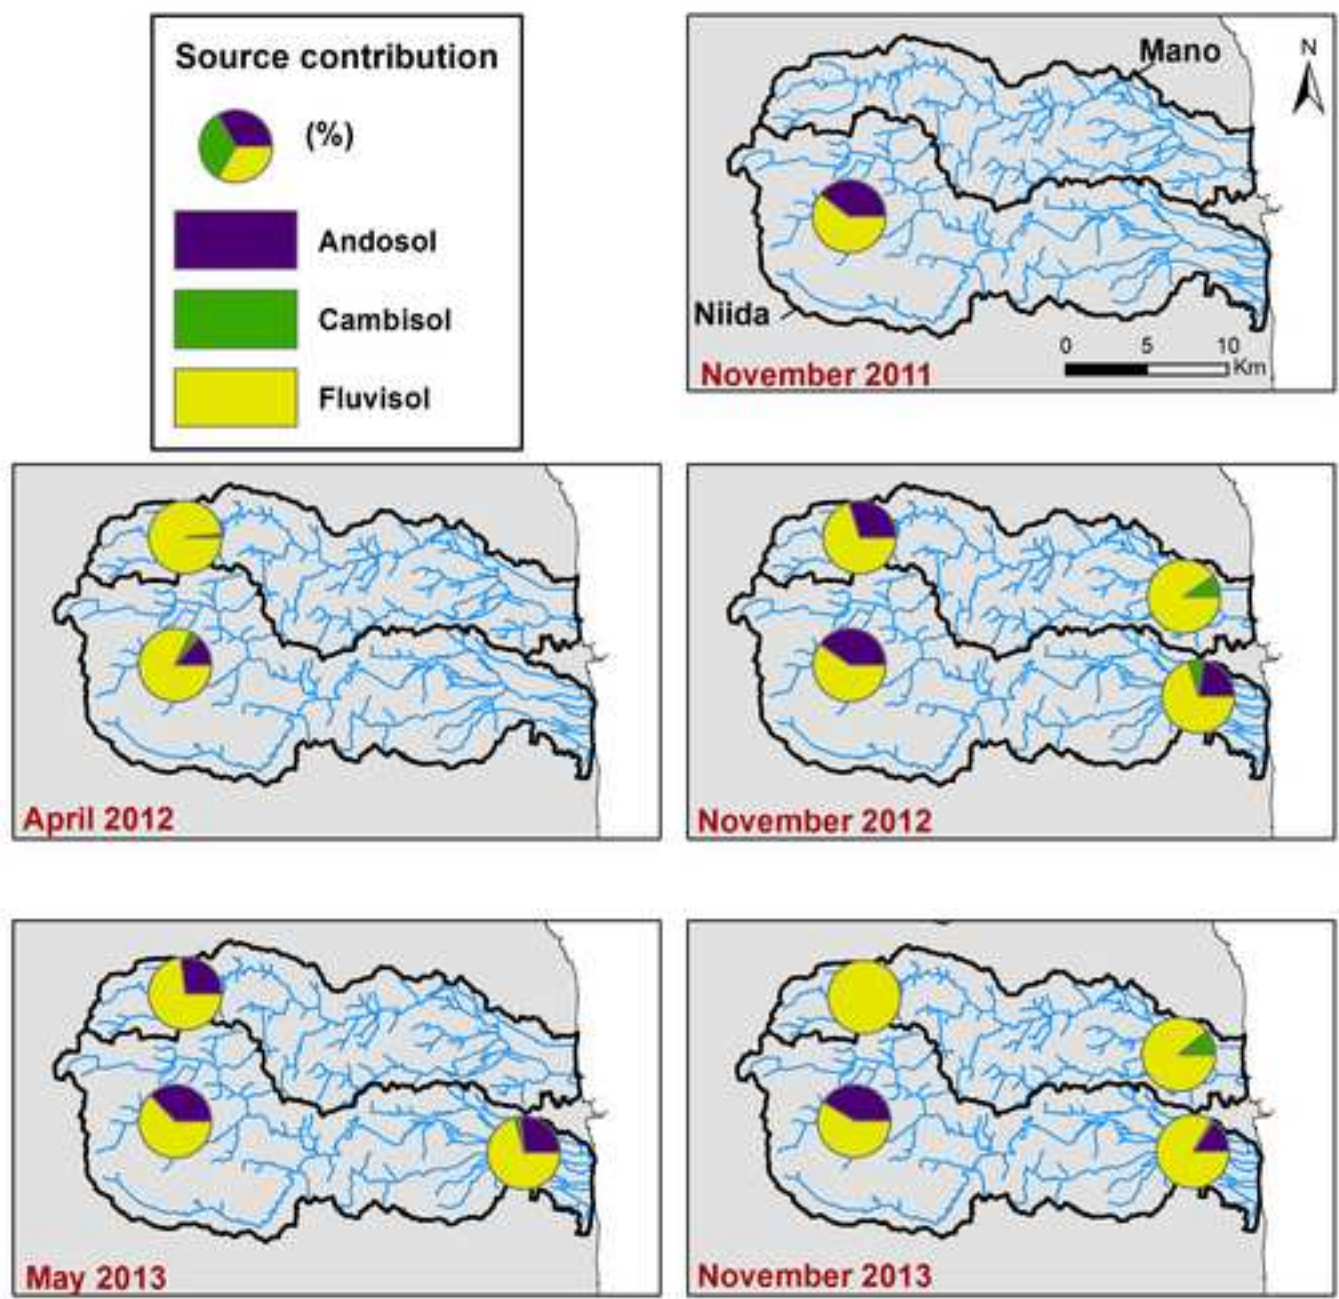 Source contribution
(%)
Andosol
Cambisol
Fluvisol
Mano
N
Niida
0 5 10
Km
November 2011
April 2012
November 2012
May 2013
November 2013